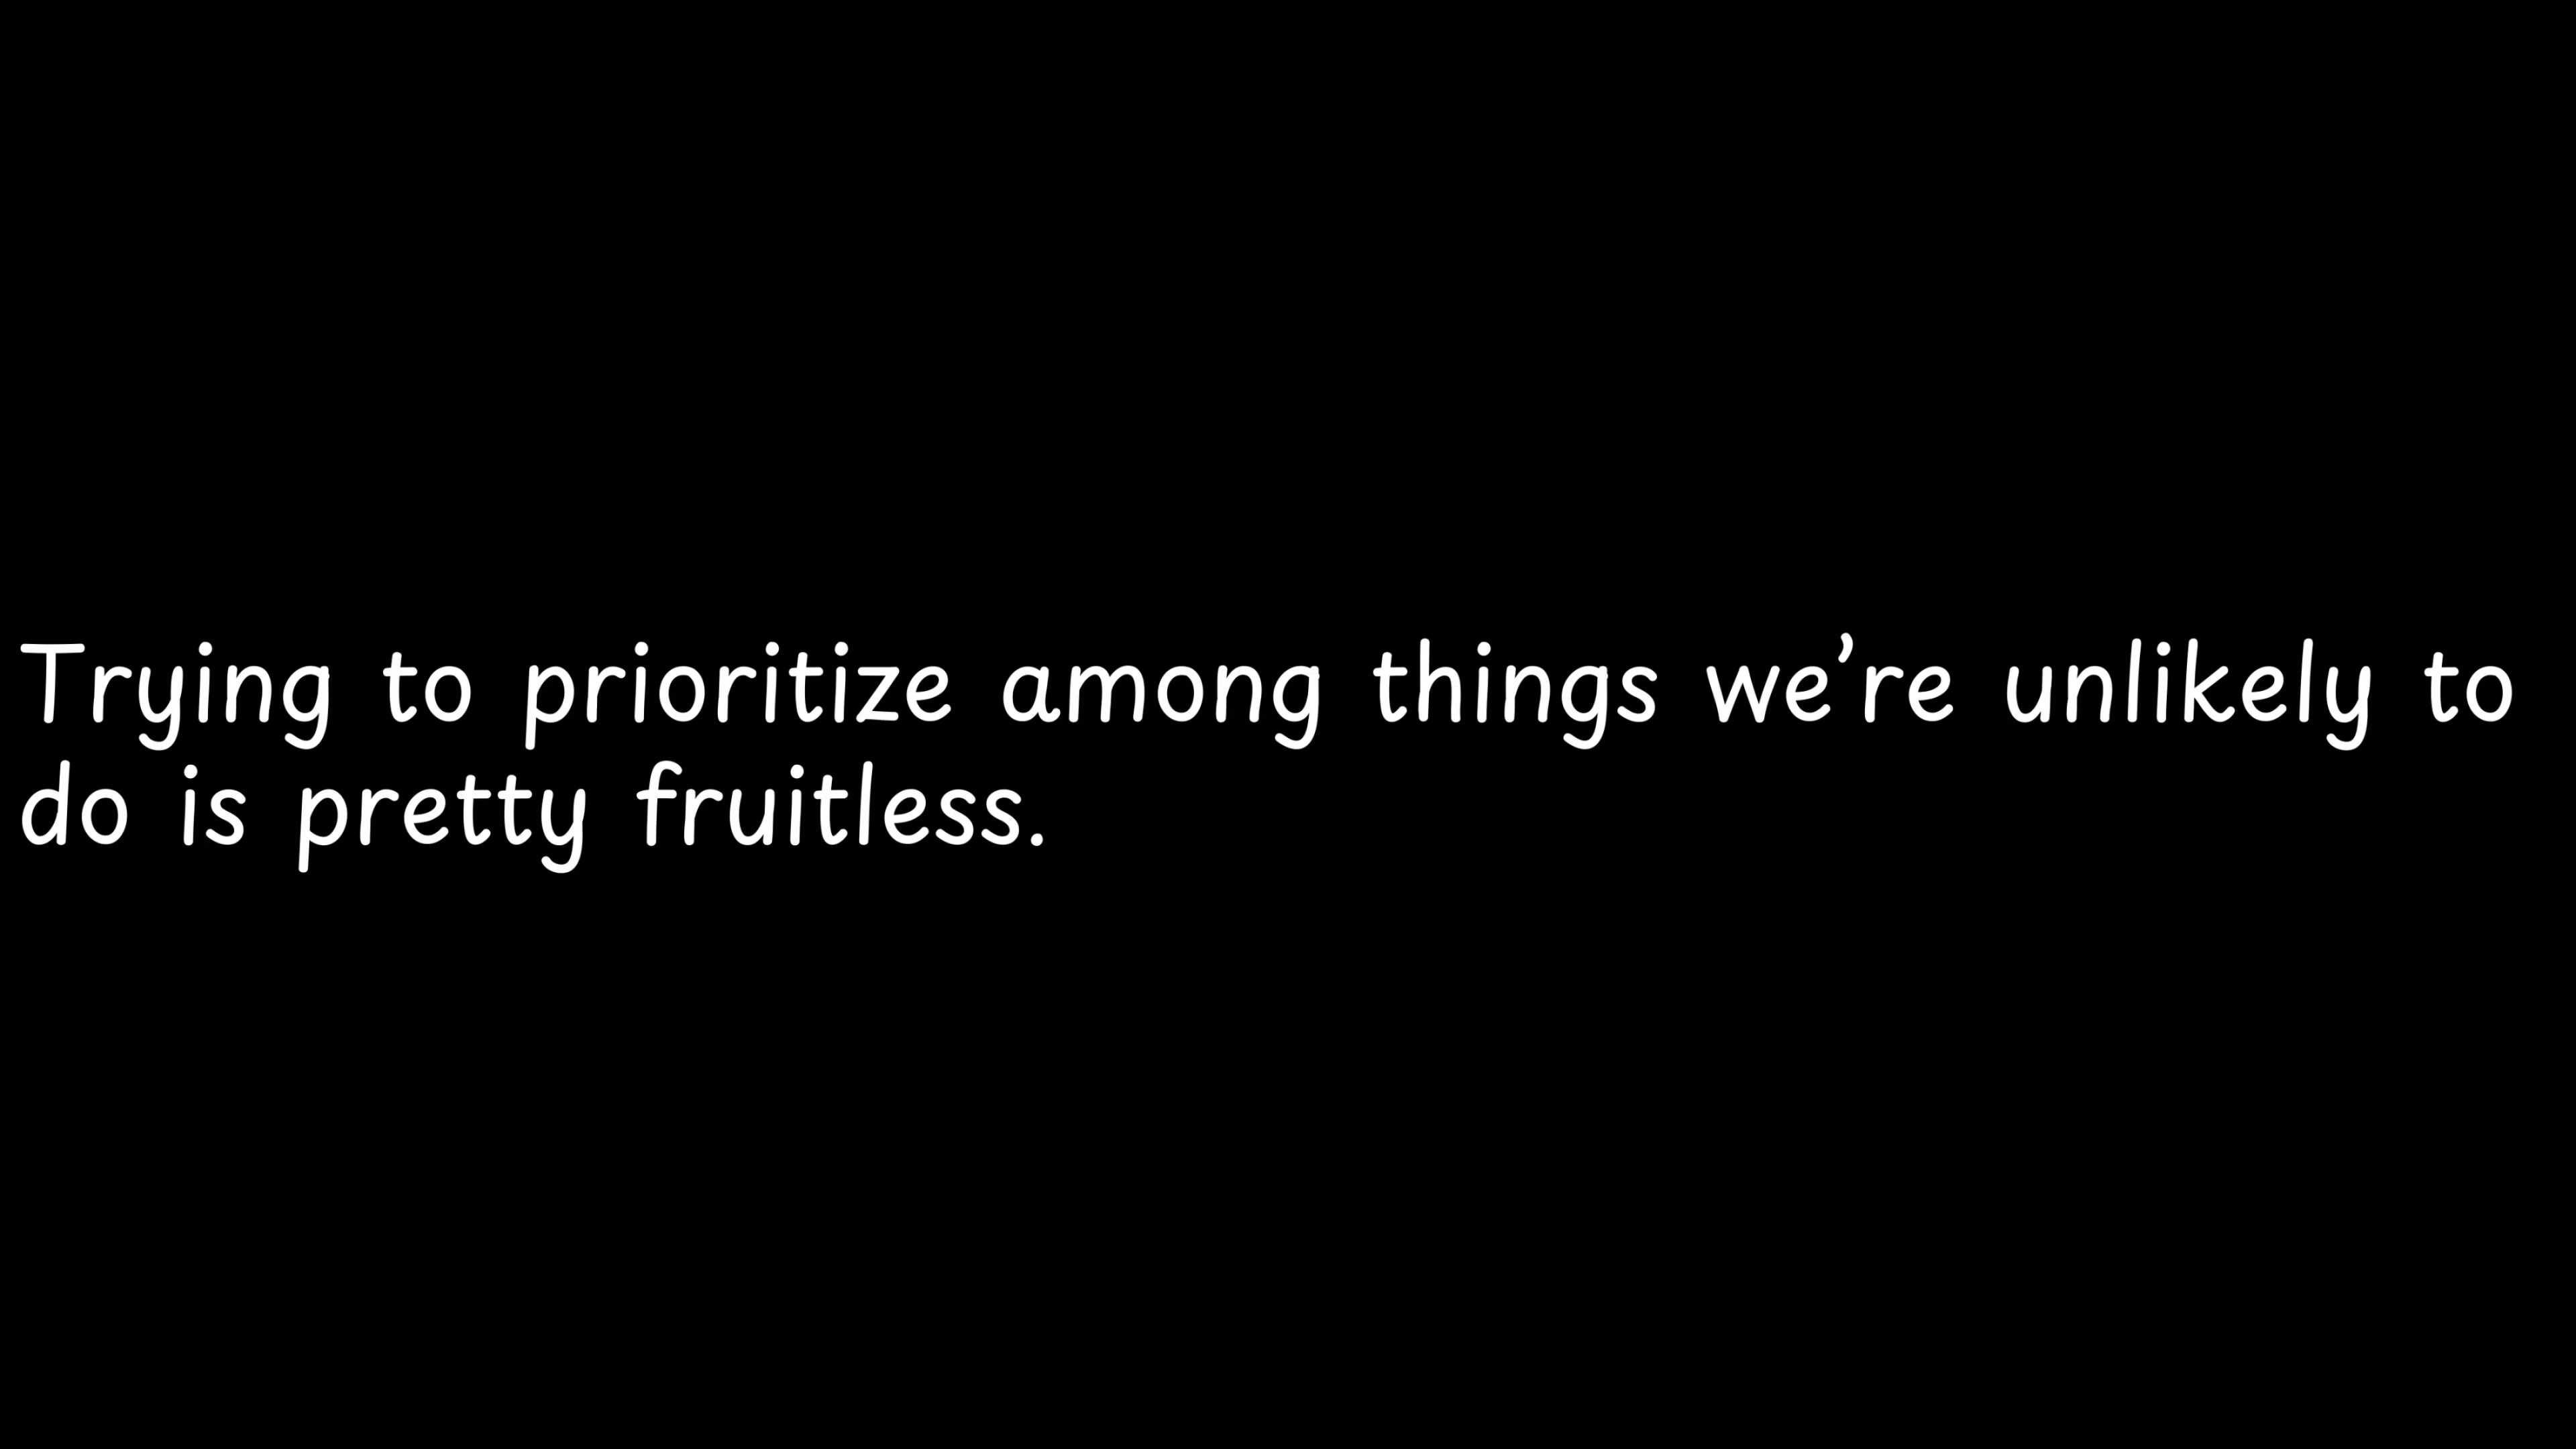 Trying to prioritize among things we’re unlikely to
do is pretty fruitless.